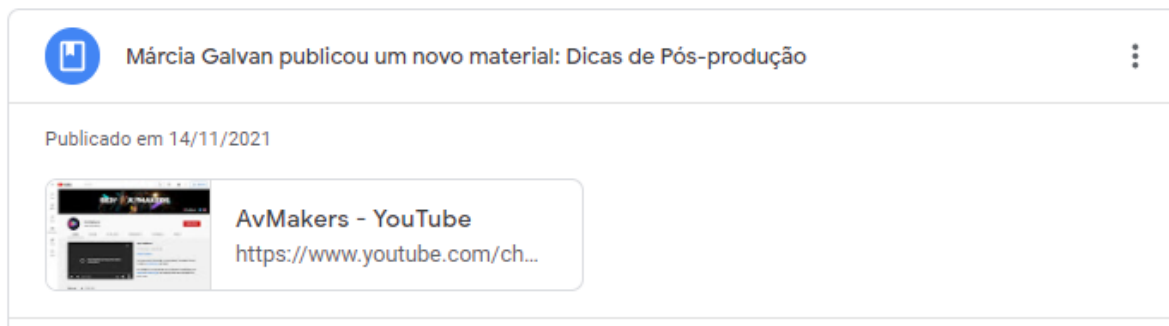 Márcia Galvan publicou um novo material: Dicas de Pós-produção
Publicado em 14/11/2021
AvMakers - YouTube
https://www.youtube.com/ch...